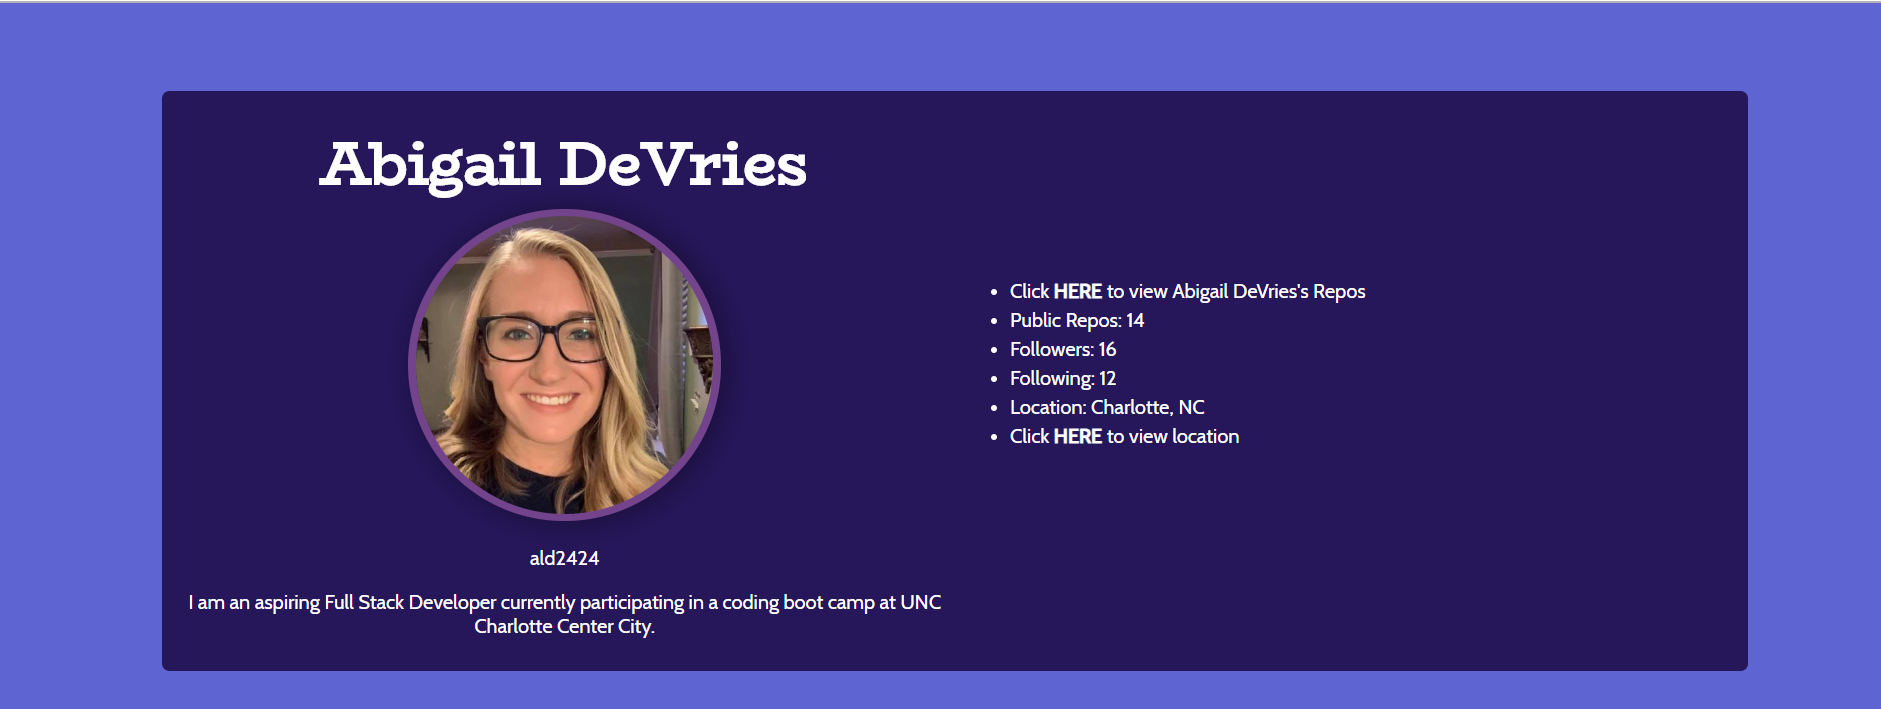 Abigail DeVries
ald2424
I am an aspiring Full Stack Developer currently participating in a coding boot camp at UNC
Charlotte Center City.
• Click HERE to view Abigail DeVries's Repos
• Public Repos: 14
• Followers: 16
• Following: 12
• Location: Charlotte, NC
• Click HERE to view location